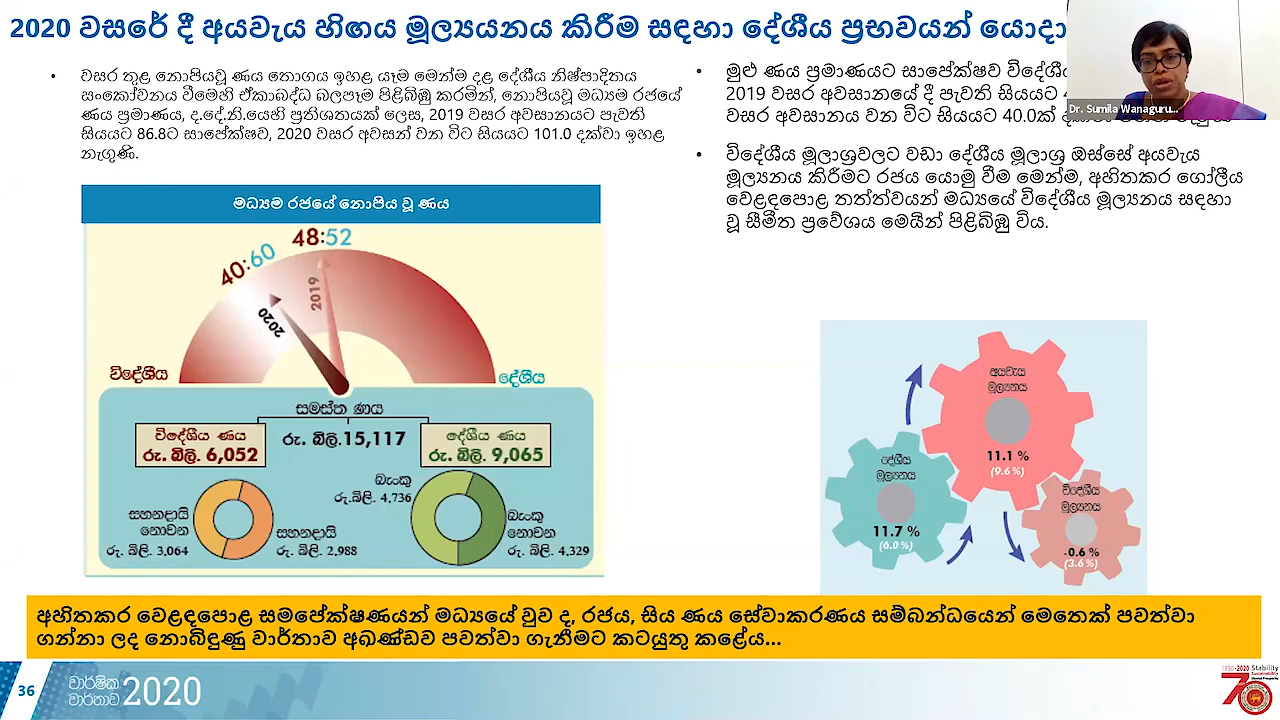 2020 වසරේ දී අයවැය හිඟය මූල්‍යයනය කිරීම සඳහා දේශීය ප්‍රභවයන් යොදා
• වසර තුළ නොපියවූ ණය තොගය ඉහළ යෑම මෙන්ම දළ දේශීය නිෂ්පාදිතය
සංකෝචනය වීමෙහි ඒකාබද්ධ බලපෑම පිළිබිඹු කරමින්, නොපියවූ මධ්‍යම රජයේ
ණය ප්‍රමාණය, ද.දේ.නි.යෙහි ප්‍රතිශතයක් ලෙස, 2019 වසර අවසානයට පැවති
සියයට 86.8ට සාපේක්ෂව, 2020 වසර අවසන් වන විට සියයට 101.0 දක්වා ඉහළ
නැගුණි.
• මුළු ණය ප්‍රමාණයට සාපේක්ෂව
2019 වසර අවසානයේ දී පැවති සියයට
වසර අවසානය වන විට සියයට 40.0ක්
• විදේශීය මූලාශ්‍රවලට වඩා දේශීය මූලාශ්‍ර ඔස්සේ අයවැය
මූල්‍යනය කිරීමට රජය යොමු වීම මෙන්ම, අහිතකර ගෝලීය
වෙළඳපොළ තත්ත්වයන් මධ්‍යයේ විදේශීය මූල්‍යනය සඳහා
වූ සීමිත ප්‍රවේශය මෙයින් පිළිබිඹු විය.
Dr. Sumila Wanaguru...
මධ්‍යම රජයේ නොපිය වූ ණය
48:52
40:60
2019
2020
විදේශීය
දේශීය
සමස්ත ණය
රු. බිලි.15,117
විදේශීය ණය
රු. බිලි. 6,052
දේශීය ණය
රු. බිලි. 9,065
බැංකු
රු.බිලි. 4,736
සහනදායි
නොවන
රු. බිලි. 3,064
සහනදායි
රු. බිලි. 2,988
බැංකු
නොවන
රු. බිලි. 4,329
අයවැය
මූල්‍යනය
11.1 %
(9.6 %)
දේශීය
මූල්‍යනය
11.7 %
(6.0 %)
විදේශීය
මූල්‍යනය
-0.6 %
(3.6 %)
අහිතකර වෙළඳපොළ සමපේක්ෂණයන් මධ්‍යයේ වුව ද, රජය, සිය ණය සේවාකරණය සම්බන්ධයෙන් මෙතෙක් පවත්වා
ගන්නා ලද නොබිඳුණු වාර්තාව අඛණ්ඩව පවත්වා ගැනීමට කටයුතු කළේය...
36
වාර්ෂික
වාර්තාව 2020
1950-2020 Stability
Sustainability
Shared Prosperity
70